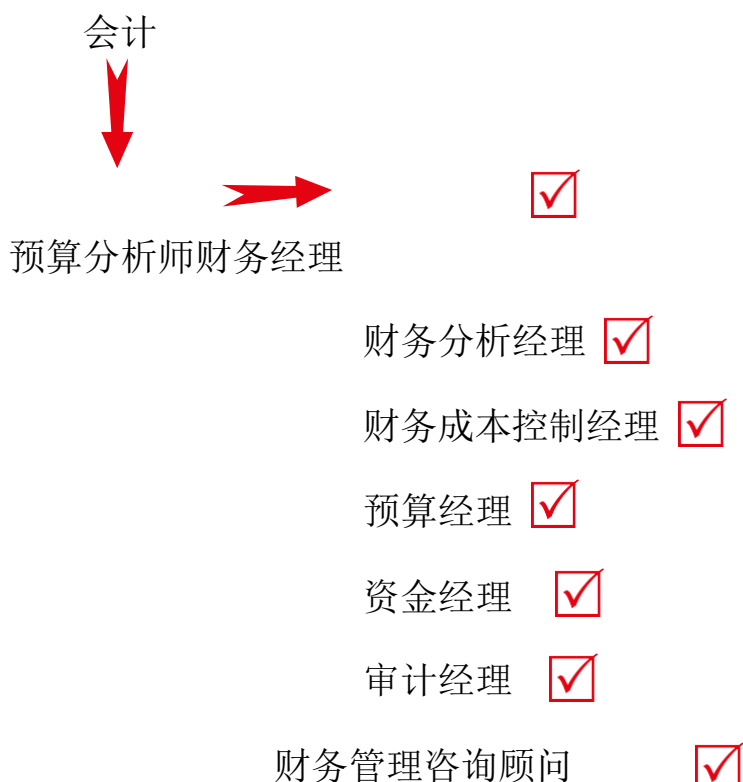 会计
预算分析师财务经理
财务分析经理
财务成本控制经理
预算经理
资金经理
审计经理
财务管理咨询顾问